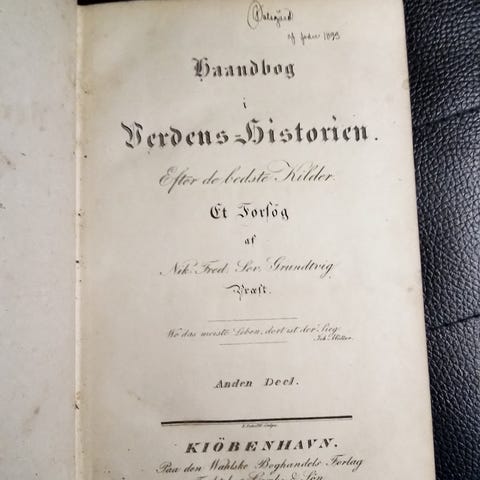 Haandbog
i
Verdens-Historien.
Efter de bedste Kilder.
Et Forsög
af
Nik. Fred. Sev. Grundtvig
Præst.
Wo das meiste Leben, dort ist der Sieg.
Joh. Müller.
Anden Deel.
KIÖBENHAVN.
Paa den Wahlske Boghandels Forlag